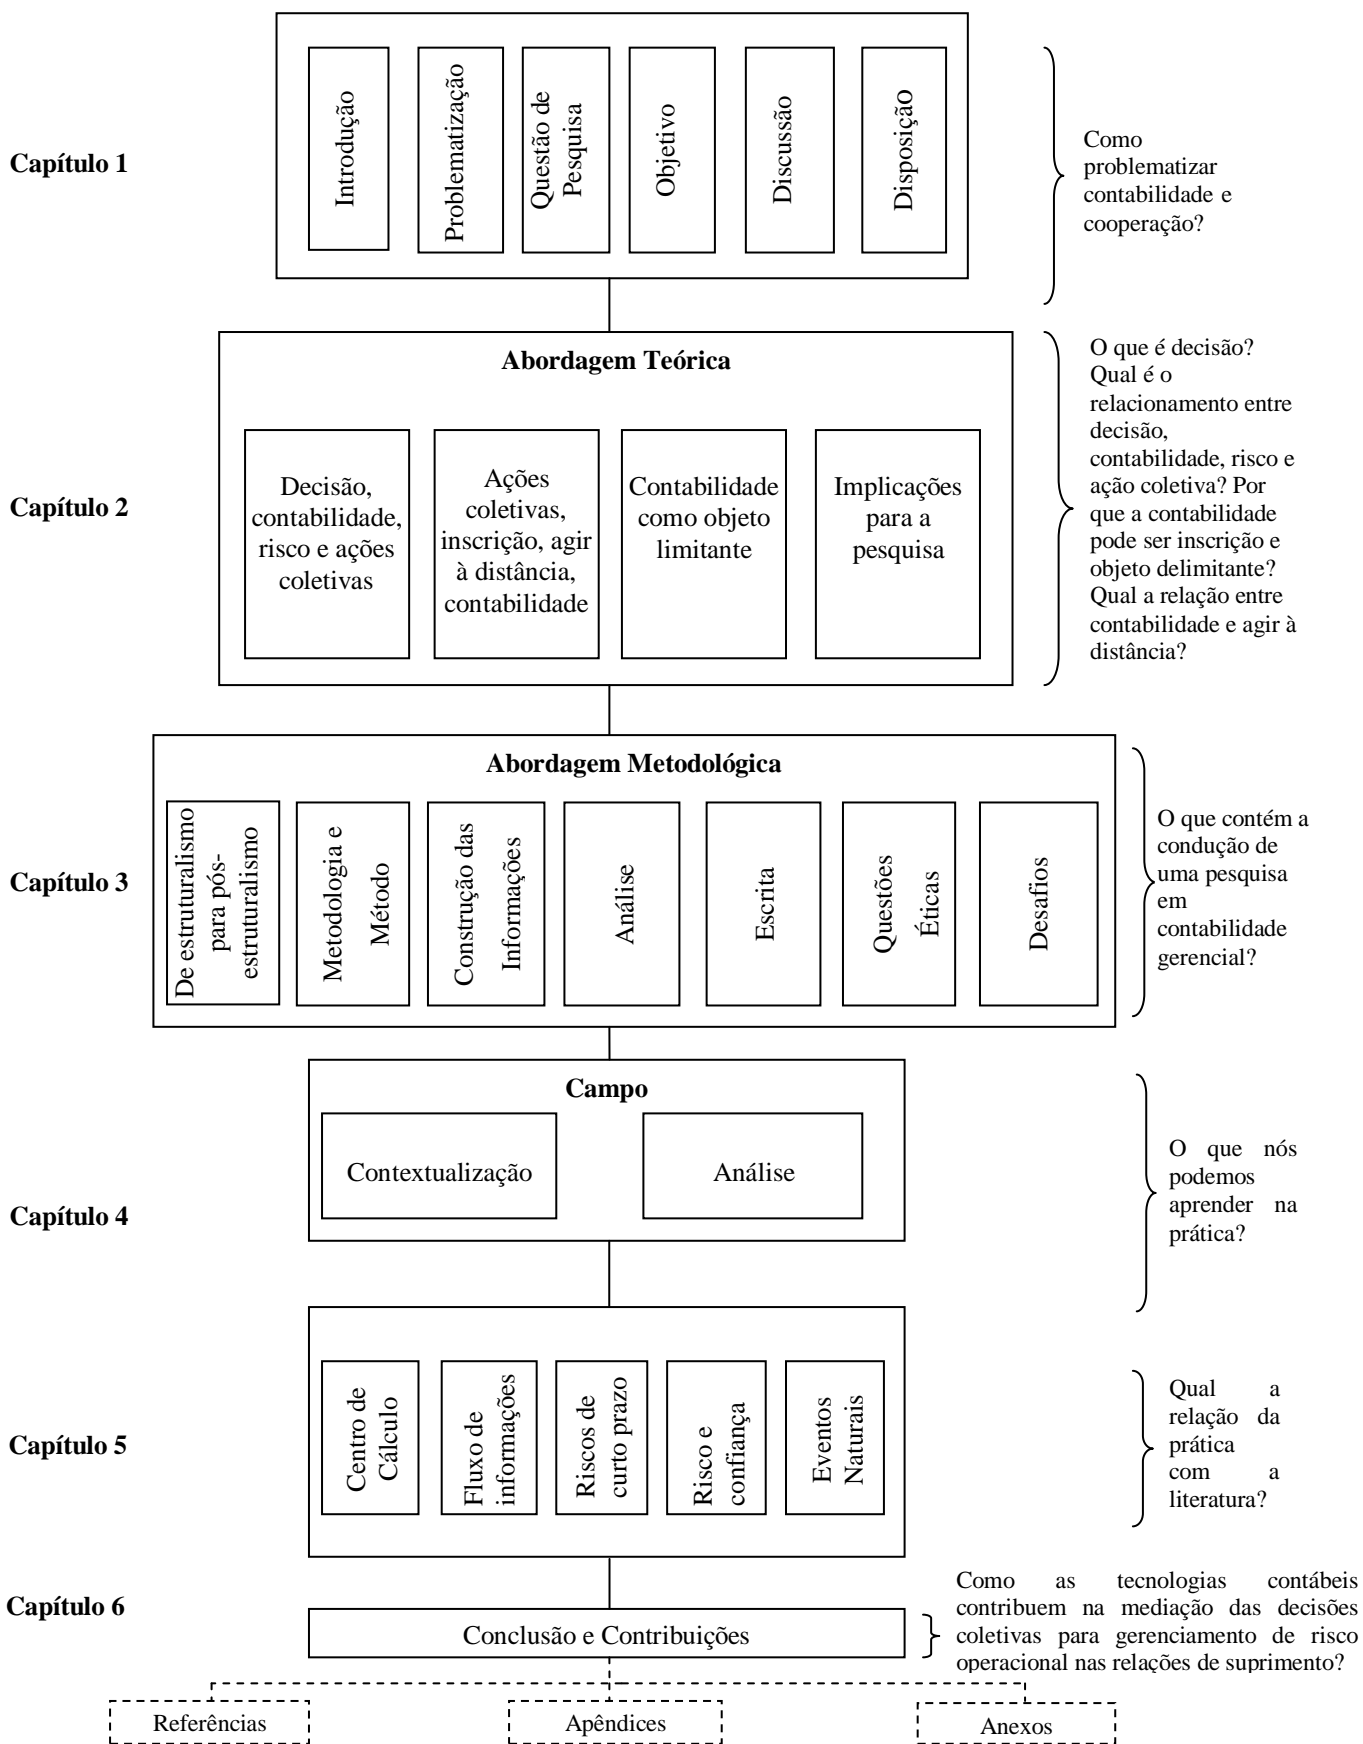 Capítulo 1
Introdução
Problematização
Questão de
Pesquisa
Objetivo
Discussão
Disposição
Como
problematizar
contabilidade e
cooperação?
Capítulo 2
Abordagem Teórica
Decisão,
contabilidade,
risco e ações
coletivas
Ações
coletivas,
inscrição, agir
à distância,
contabilidade
Contabilidade
como objeto
limitante
Implicações
para a
pesquisa
O que é decisão?
Qual é o
relacionamento entre
decisão,
contabilidade, risco e
ação coletiva? Por
que a contabilidade
pode ser inscrição e
objeto delimitante?
Qual a relação entre
contabilidade e agir à
distância?
Capítulo 3
Abordagem Metodológica
De estruturalismo
para pós-
estruturalismo
Metodologia e
Método
Construção das
Informações
Análise
Escrita
Questões
Éticas
Desafios
O que contém a
condução de
uma pesquisa
em
contabilidade
gerencial?
Capítulo 4
Campo
Contextualização
Análise
O que nós
podemos
aprender na
prática?
Capítulo 5
Centro de
Cálculo
Fluxo de
informações
Riscos de
curto prazo
Risco e
confiança
Eventos
Naturais
Qual a
relação da
prática
com a
literatura?
Capítulo 6
Conclusão e Contribuições
Como as tecnologias contábeis
contribuem na mediação das decisões
coletivas para gerenciamento de risco
operacional nas relações de suprimento?
Referências
Apêndices
Anexos